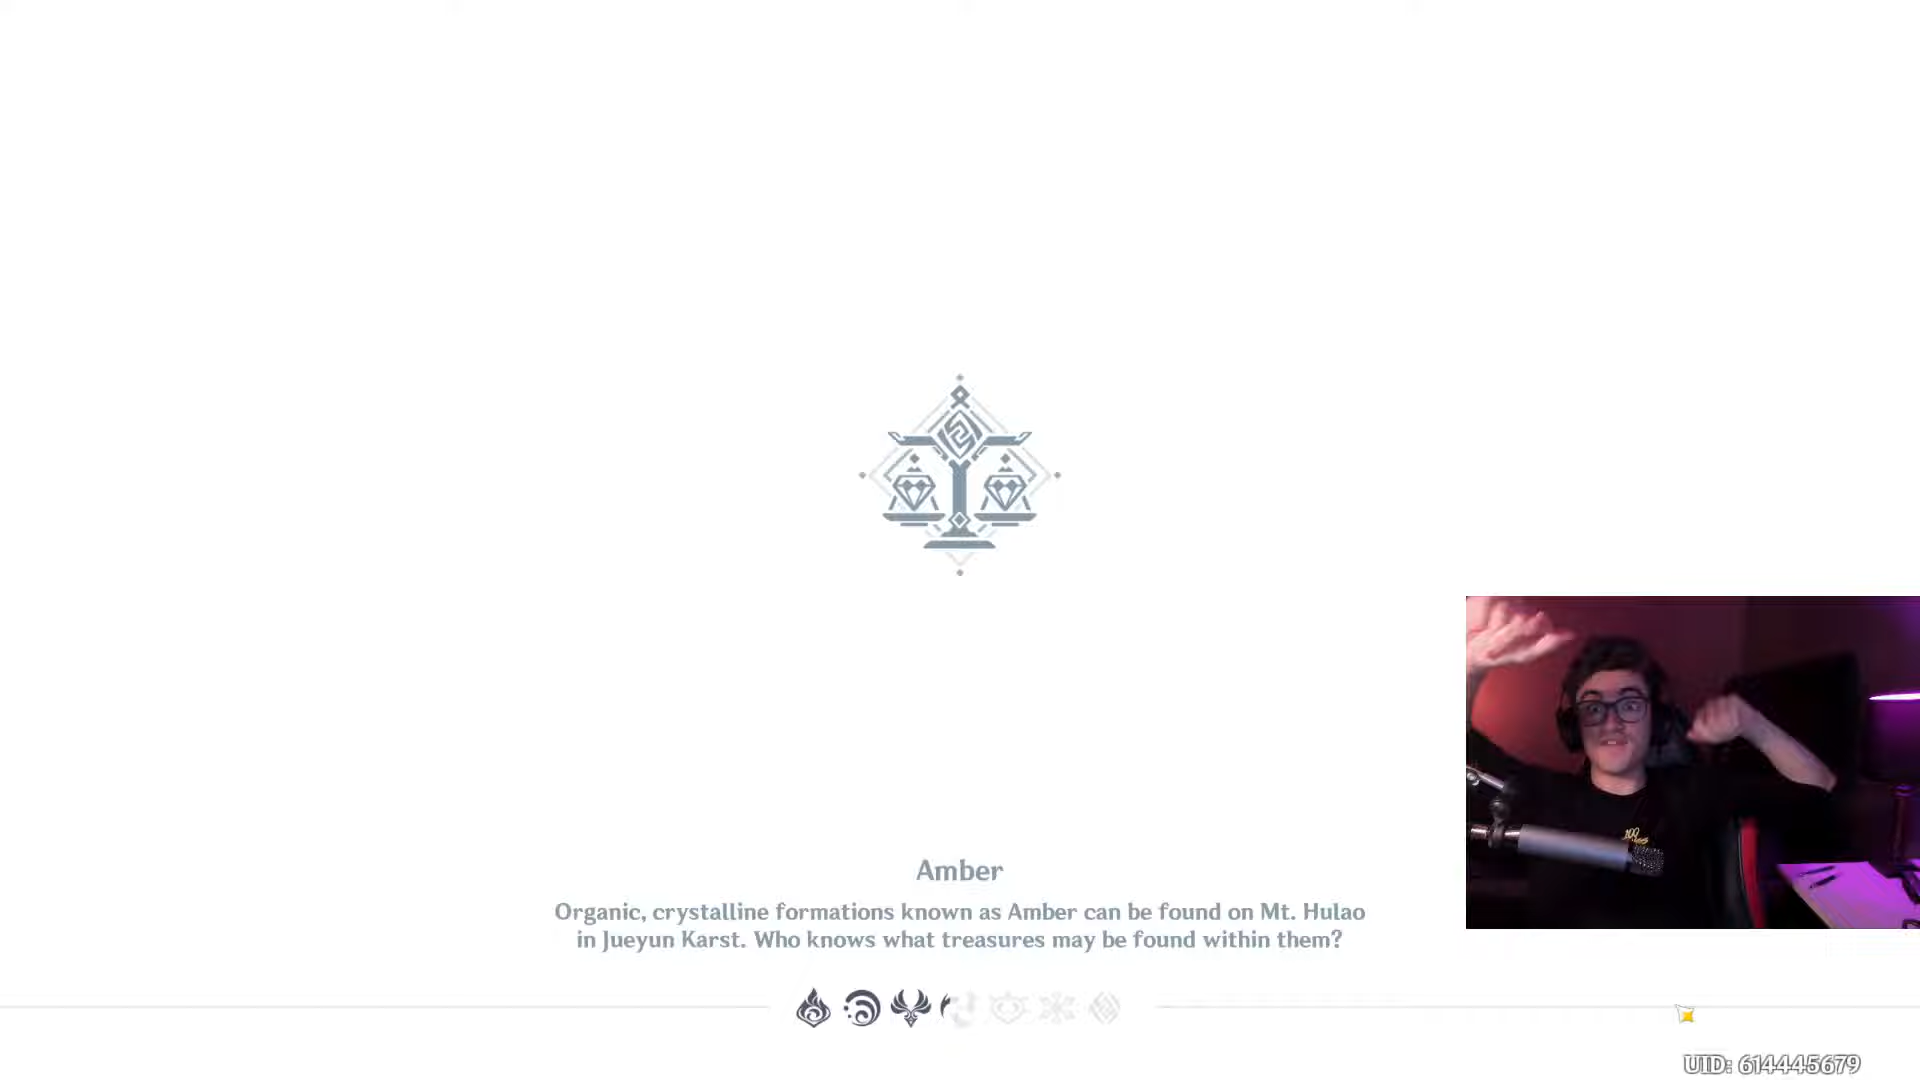 Amber
Organic, crystalline formations known as Amber can be found on Mt. Hulao
in Jueyun Karst. Who knows what treasures may be found within them?
UID: 614445679